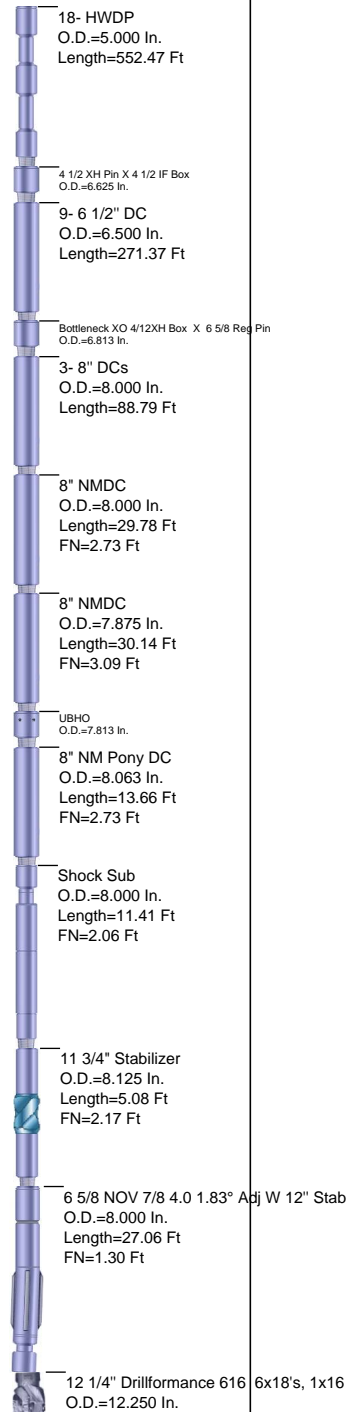 18- HWDP
O.D.=5.000 In.
Length=552.47 Ft
4 1/2 XH Pin X 4 1/2 IF Box
O.D.=6.625 In.
9- 6 1/2" DC
O.D.=6.500 In.
Length=271.37 Ft
Bottleneck XO 4/12XH Box X 6 5/8 Reg Pin
O.D.=6.813 In.
3- 8" DCs
O.D.=8.000 In.
Length=88.79 Ft
8" NMDC
O.D.=8.000 In.
Length=29.78 Ft
FN=2.73 Ft
8" NMDC
O.D.=7.875 In.
Length=30.14 Ft
FN=3.09 Ft
UBHO
O.D.=7.813 In.
8" NM Pony DC
O.D.=8.063 In.
Length=13.66 Ft
FN=2.73 Ft
Shock Sub
O.D.=8.000 In.
Length=11.41 Ft
FN=2.06 Ft
11 3/4" Stabilizer
O.D.=8.125 In.
Length=5.08 Ft
FN=2.17 Ft
6 5/8 NOV 7/8 4.0 1.83° Adj W 12" Stab
O.D.=8.000 In.
Length=27.06 Ft
FN=1.30 Ft
12 1/4" Drillformance 616 6x18's, 1x16
O.D.=12.250 In.